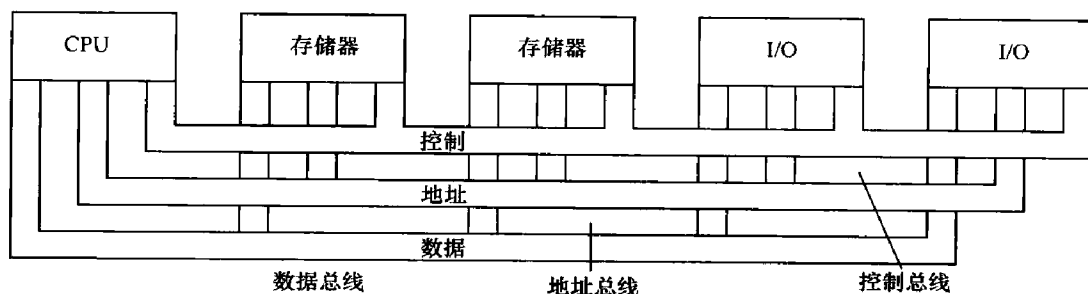 CPU
存储器
存储器
I/O
I/O
控制
地址
数据
数据总线
地址总线
控制总线